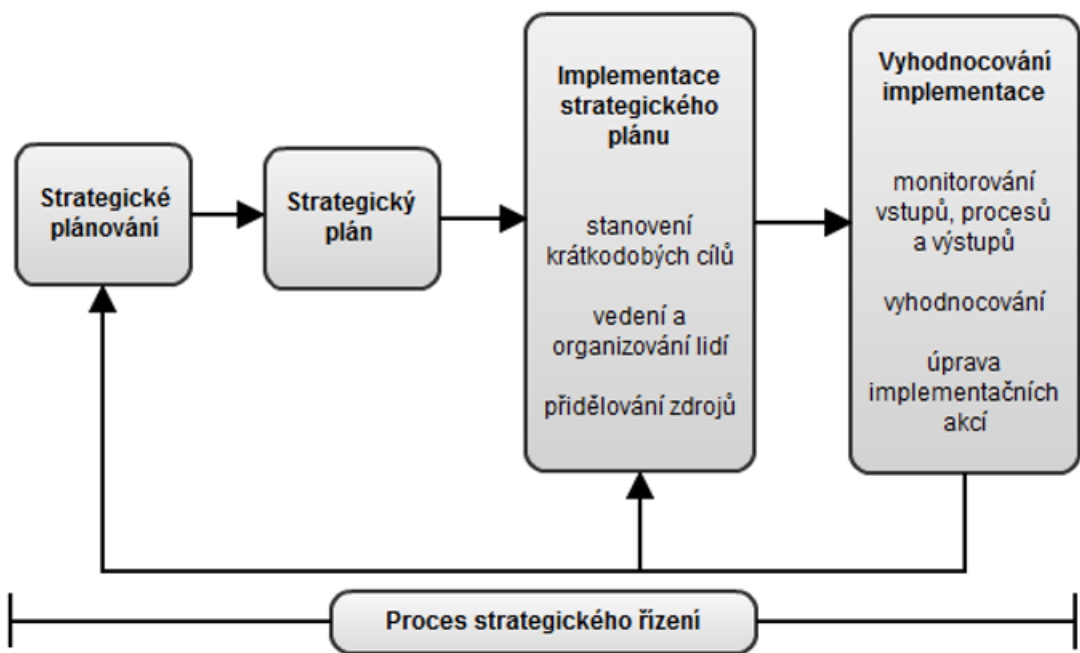 Strategické
plánování
Strategický
plán
Implementace
strategického
plánu
stanovení
krátkodobých cílů
vedení a
organizování lidí
přidělování zdrojů
Vyhodnocování
implementace
monitorování
vstupů, procesů
a výstupů
vyhodnocování
úprava
implementačních
akcí
Proces strategického řízení